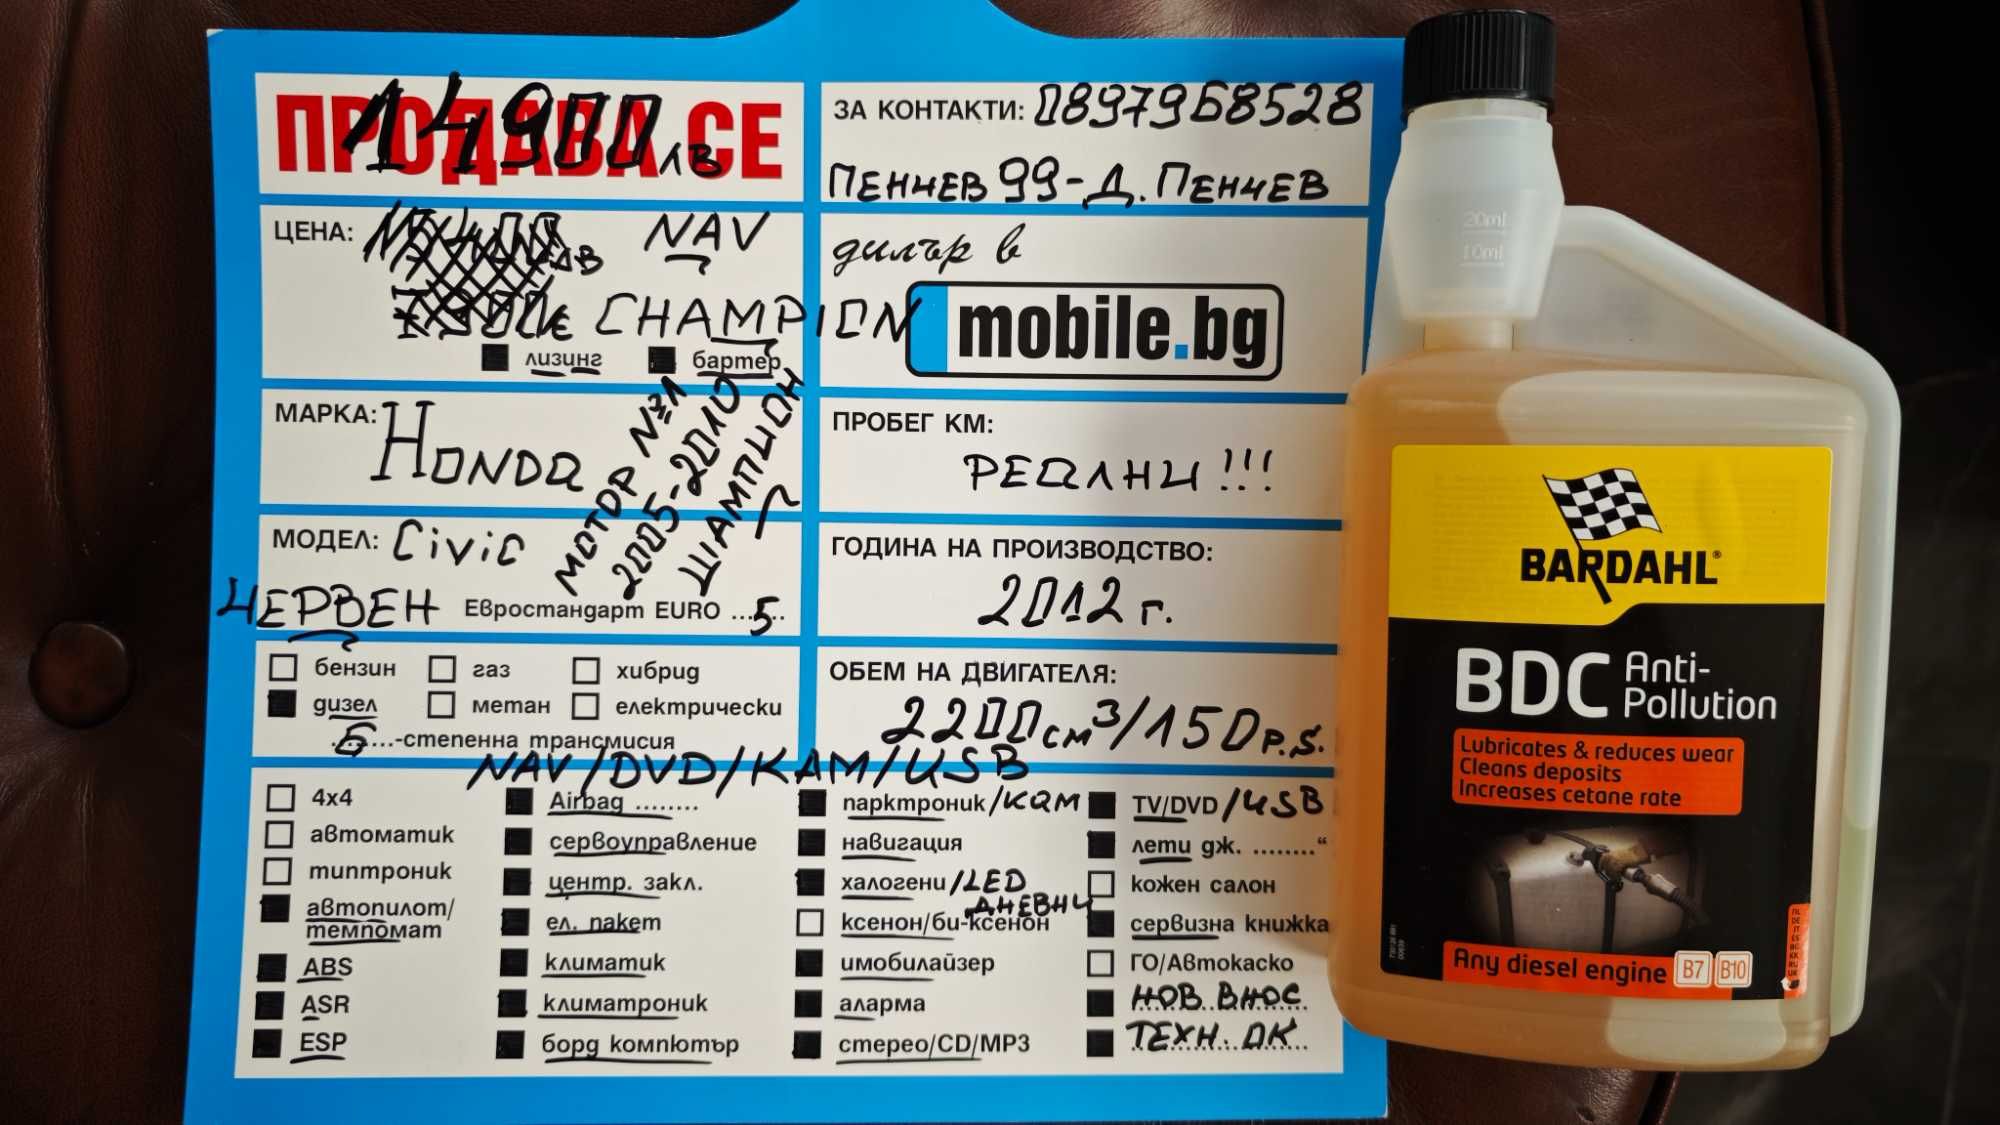 ПРОДАВА СЕ
14900лв
ЗА КОНТАКТИ: 0897968528
ПЕНЧЕВ 99-Д. ПЕНЧЕВ
ЦЕНА:
лв NAV
CHAMPION
лизинг бартер
дилър в
mobile.bg
МАРКА: HONDA
МОТОР №1
2005-2010
ШАМПИОН
ПРОБЕГ КМ:
РЕАЛНИ!!!
МОДЕЛ: Civic
ЧЕРВЕН Евростандарт EURO ...5...
ГОДИНА НА ПРОИЗВОДСТВО:
2012 г.
бензин газ хибрид
дизел метан електрически
6......-степенна трансмисия
ОБЕМ НА ДВИГАТЕЛЯ:
2200см³/150P.S.
NAV/DVD/KAM/USB
4x4
автоматик
типтроник
автопилот/
темпомат
ABS
ASR
ESP
Airbag ........
сервоуправление
центр. закл.
ел. пакет
климатик
климатроник
борд компютър
парктроник/КАМ
навигация
халогени/LED
ДНЕВНИ
ксенон/би-ксенон
имобилайзер
аларма
стерео/CD/MP3
TV/DVD/USB
лети дж. ........“
кожен салон
сервизна книжка
ГО/Автокаско
НОВ ВНОС
ТЕХН. ОК
20ml
10ml
BARDAHL®
BDC Anti-
Pollution
Lubricates & reduces wear
Cleans deposits
Increases cetane rate
Any diesel engine B7 B10